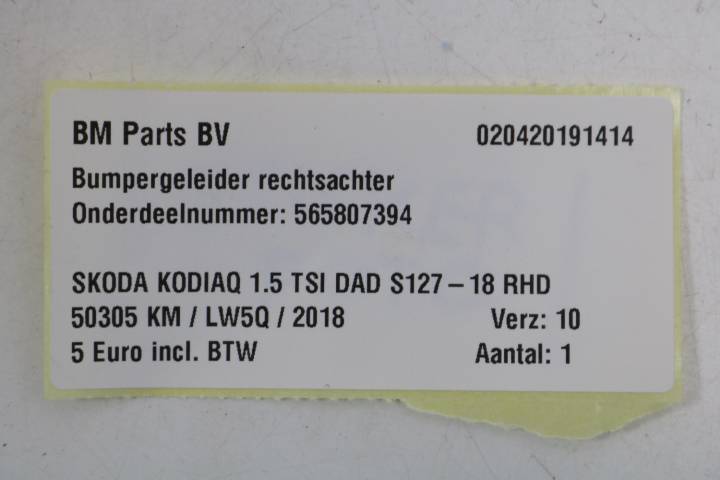 BM Parts BV 020420191414
Bumpergeleider rechtsachter
Onderdeelnummer: 565807394
SKODA KODIAQ 1.5 TSI DAD S127 – 18 RHD
50305 KM / LW5Q / 2018 Verz: 10
5 Euro incl. BTW Aantal: 1